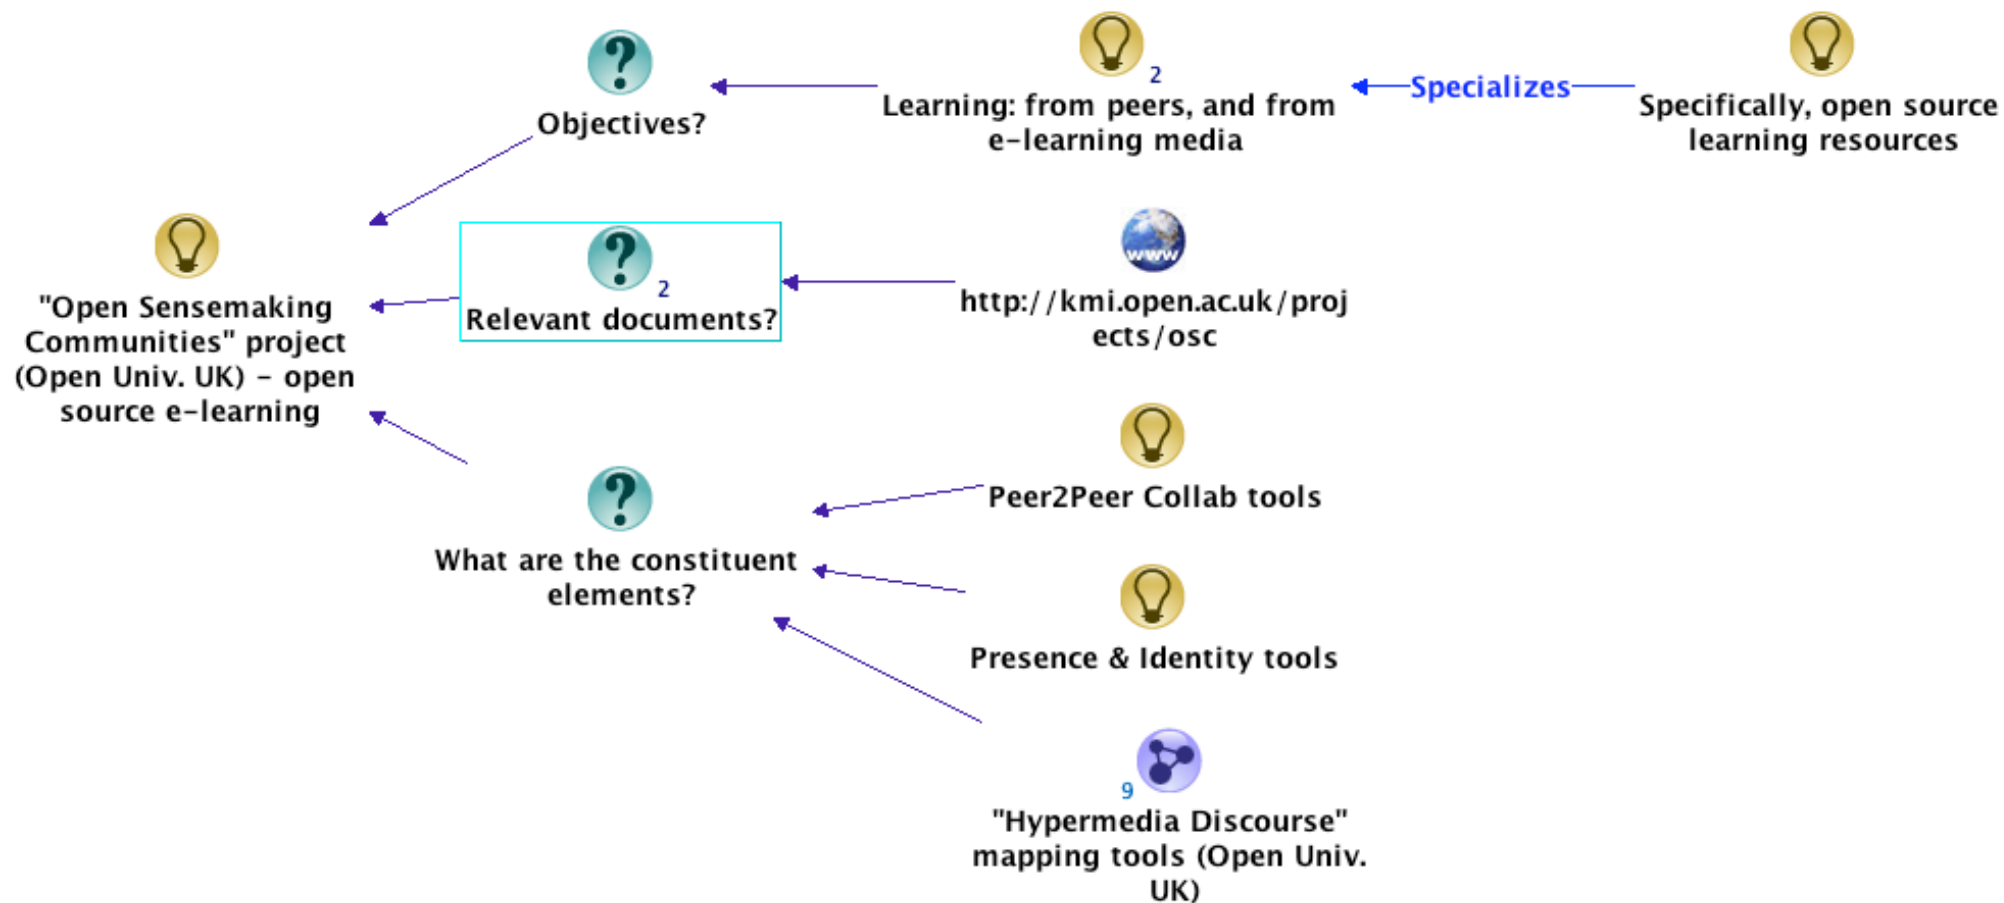 Objectives?
2
Learning: from peers, and from
e-learning media
Specializes
Specifically, open source
learning resources
"Open Sensemaking
Communities" project
(Open Univ. UK) - open
source e-learning
2
Relevant documents?
www
http://kmi.open.ac.uk/proj
ects/osc
What are the constituent
elements?
Peer2Peer Collab tools
Presence & Identity tools
9
"Hypermedia Discourse"
mapping tools (Open Univ.
UK)